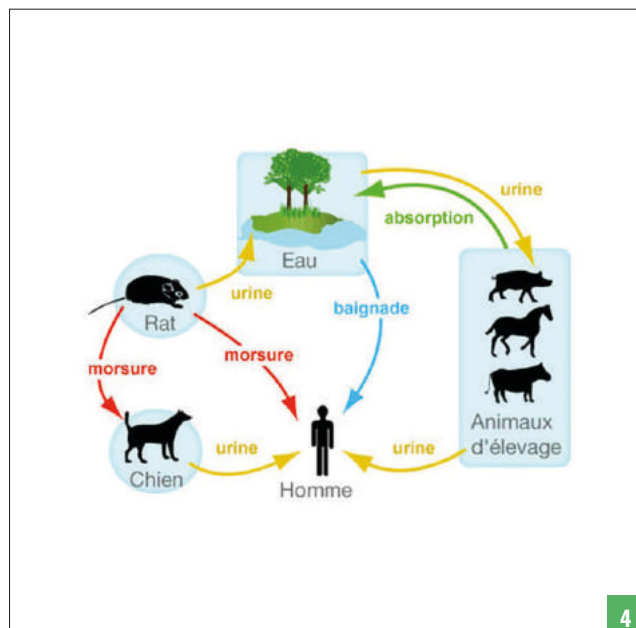 urine
absorption
Eau
urine
baignade
Rat
morsure
morsure
Animaux
d'élevage
urine
urine
Chien
Homme
4